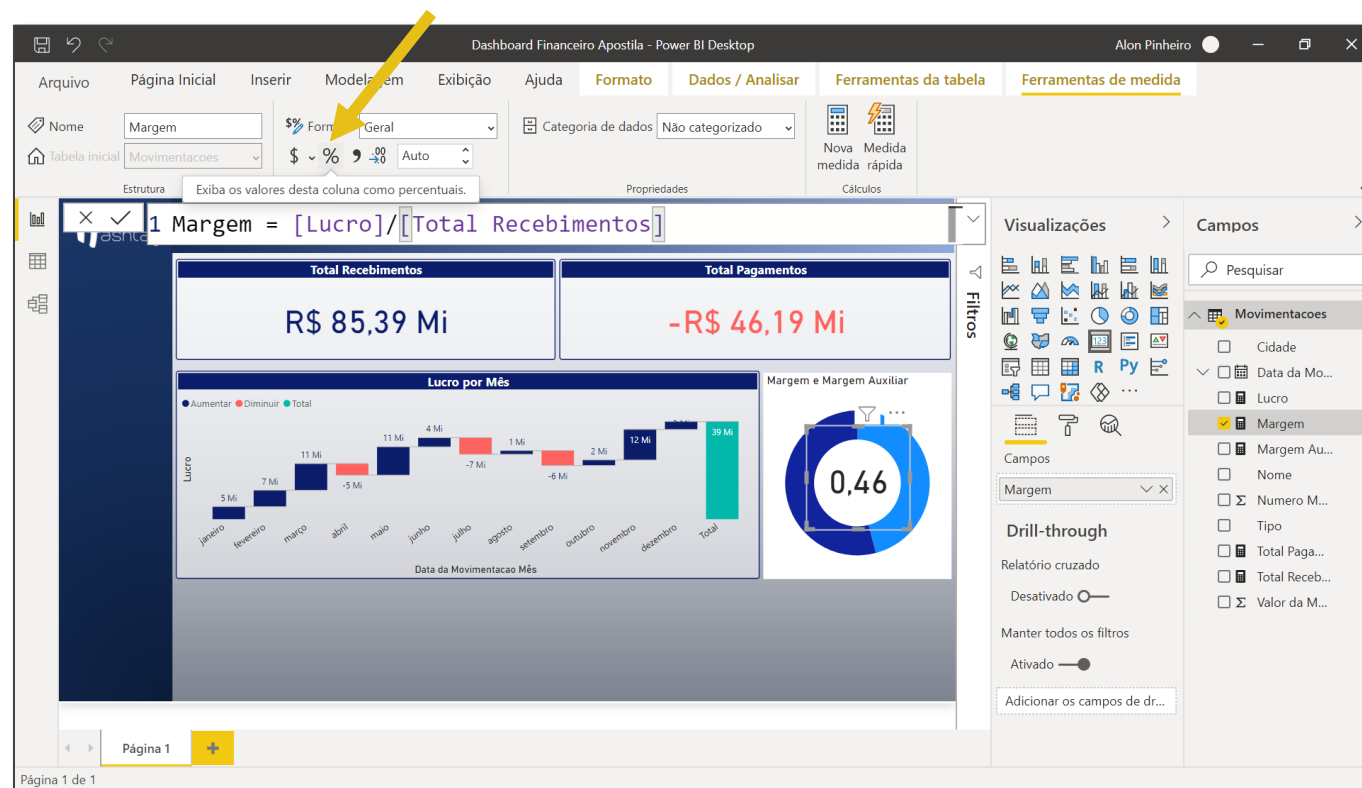 Dashboard Financeiro Apostila - Power BI Desktop
Alon Pinheiro
Arquivo
Página Inicial
Inserir
Modelagem
Exibição
Ajuda
Formato
Dados / Analisar
Ferramentas da tabela
Ferramentas de medida
Nome
Margem
Geral
Categoria de dados
Não categorizado
Tabela inicial
Movimentacoes
$
%
Auto
Nova medida
Medida rápida
Estrutura
Exiba os valores desta coluna como percentuais.
Propriedades
Cálculos
1 Margem = [Lucro]/[Total Recebimentos]
Total Recebimentos
R$ 85,39 Mi
Total Pagamentos
-R$ 46,19 Mi
Lucro por Mês
Aumentar
Diminuir
Total
Lucro
5 Mi
7 Mi
11 Mi
-5 Mi
11 Mi
4 Mi
-7 Mi
1 Mi
-6 Mi
2 Mi
12 Mi
39 Mi
janeiro
fevereiro
março
abril
maio
junho
julho
agosto
setembro
outubro
novembro
dezembro
Total
Data da Movimentacao Mês
Margem e Margem Auxiliar
0,46
Filtros
Visualizações
123
R
Py
Campos
Margem
Drill-through
Relatório cruzado
Desativado
Manter todos os filtros
Ativado
Adicionar os campos de dr...
Campos
Pesquisar
Movimentacoes
Cidade
Data da Mo...
Lucro
Margem
Margem Au...
Nome
Σ Numero M...
Tipo
Total Paga...
Total Receb...
Σ Valor da M...
Página 1
Página 1 de 1